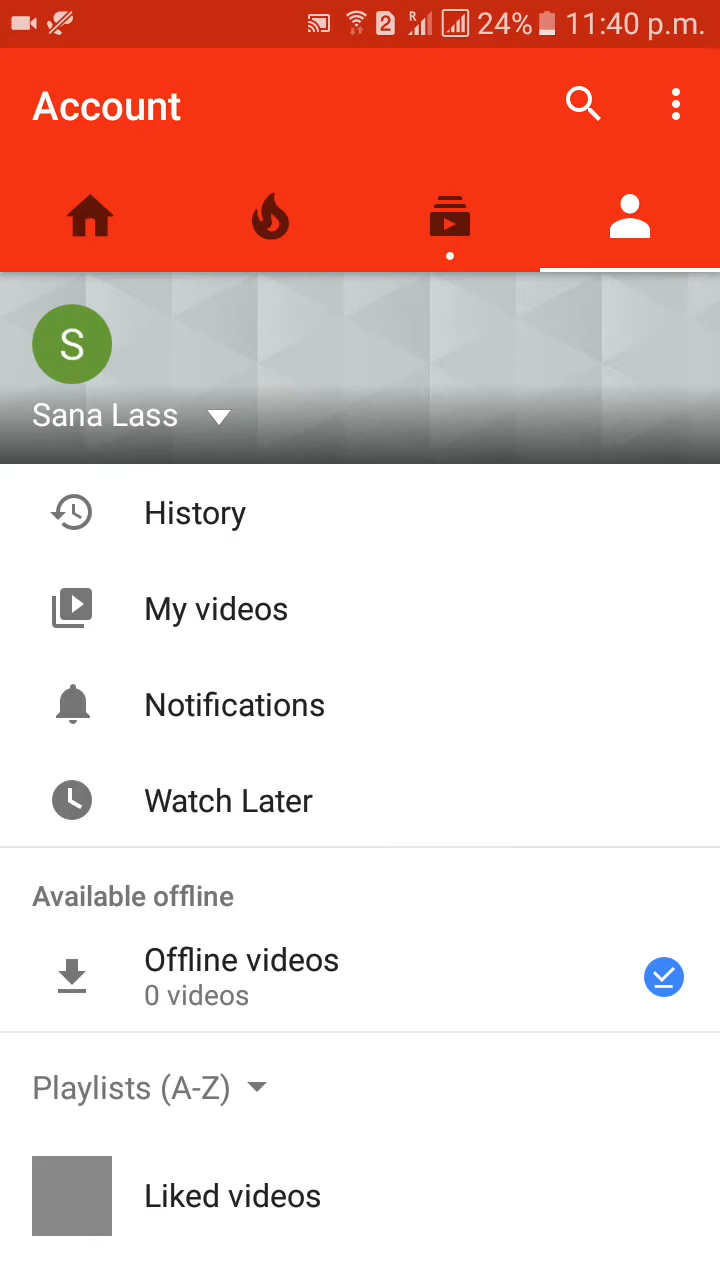 R
2 24% 11:40 p.m.
Account
S
Sana Lass
History
My videos
Notifications
Watch Later
Available offline
Offline videos
0 videos
Playlists (A-Z)
Liked videos